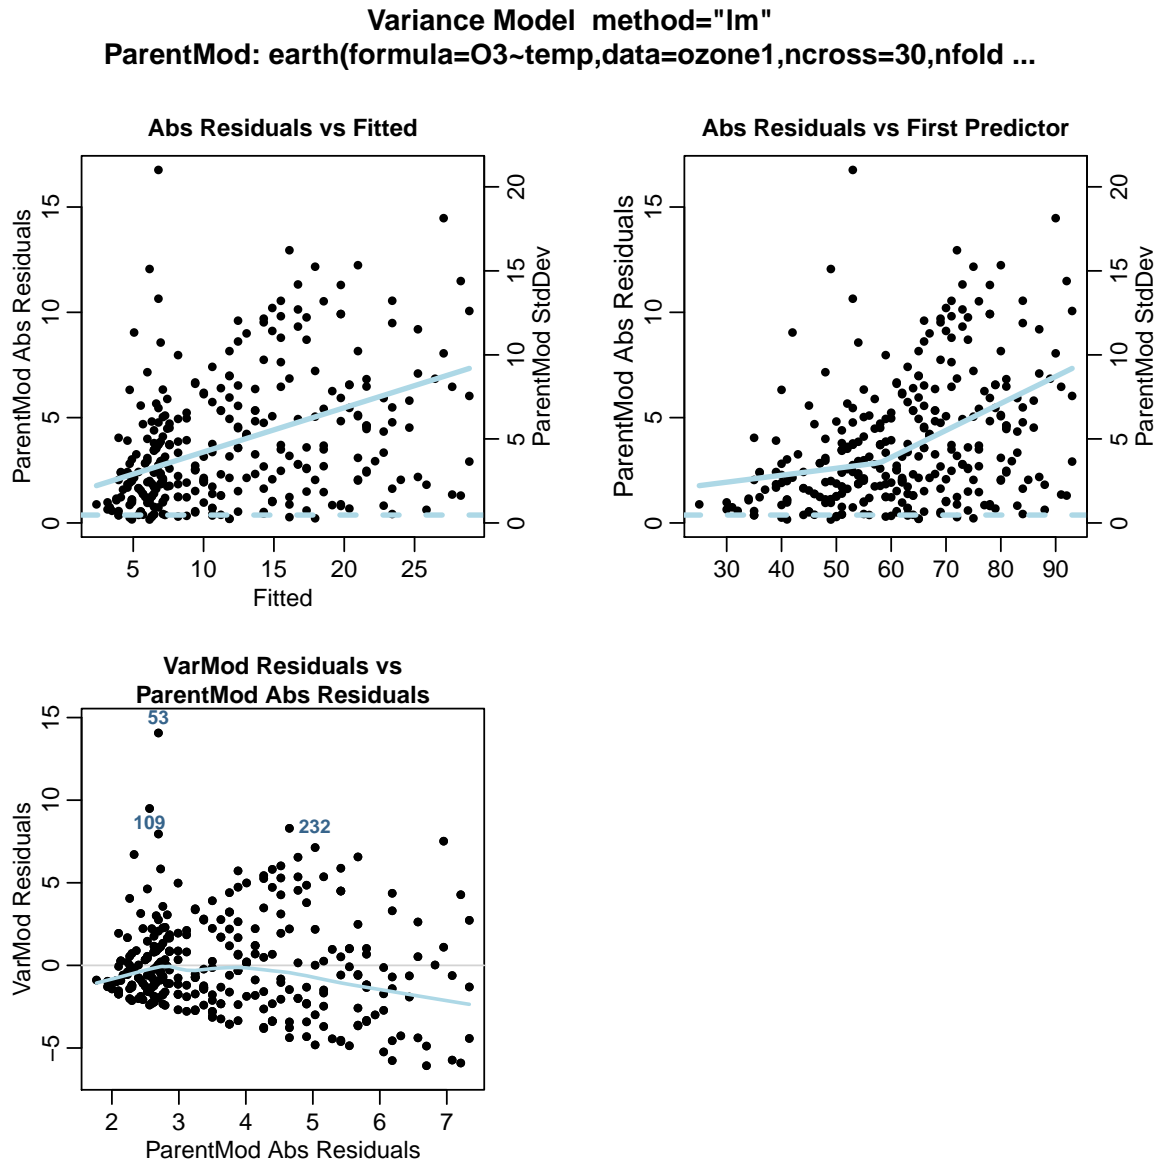 Variance Model  method="lm"
ParentMod: earth(formula=O3~temp,data=ozone1,ncross=30,nfold ...
Abs Residuals vs Fitted
ParentMod Abs Residuals
0 5 10 15
0 5 10 15 20
ParentMod StdDev
5 10 15 20 25
Fitted
Abs Residuals vs First Predictor
ParentMod Abs Residuals
0 5 10 15
0 5 10 15 20
ParentMod StdDev
30 40 50 60 70 80 90
VarMod Residuals vs
ParentMod Abs Residuals
VarMod Residuals
−5 0 5 10 15
53
109
232
2 3 4 5 6 7
ParentMod Abs Residuals